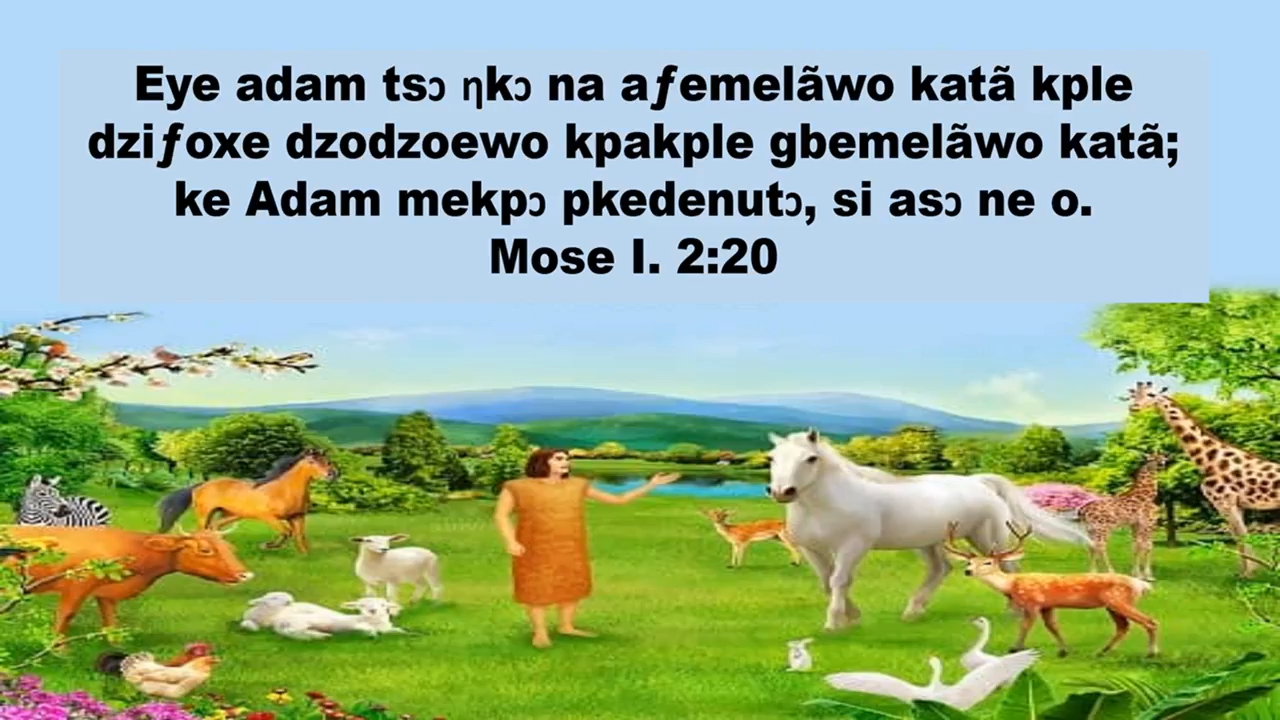 Eye adam tsɔ ηkɔ na aƒemelãwo katã kple
dziƒoxe dzodzoewo kpakple gbemelãwo katã;
ke Adam mekpɔ pkedenutɔ, si asɔ ne o.
Mose I. 2:20